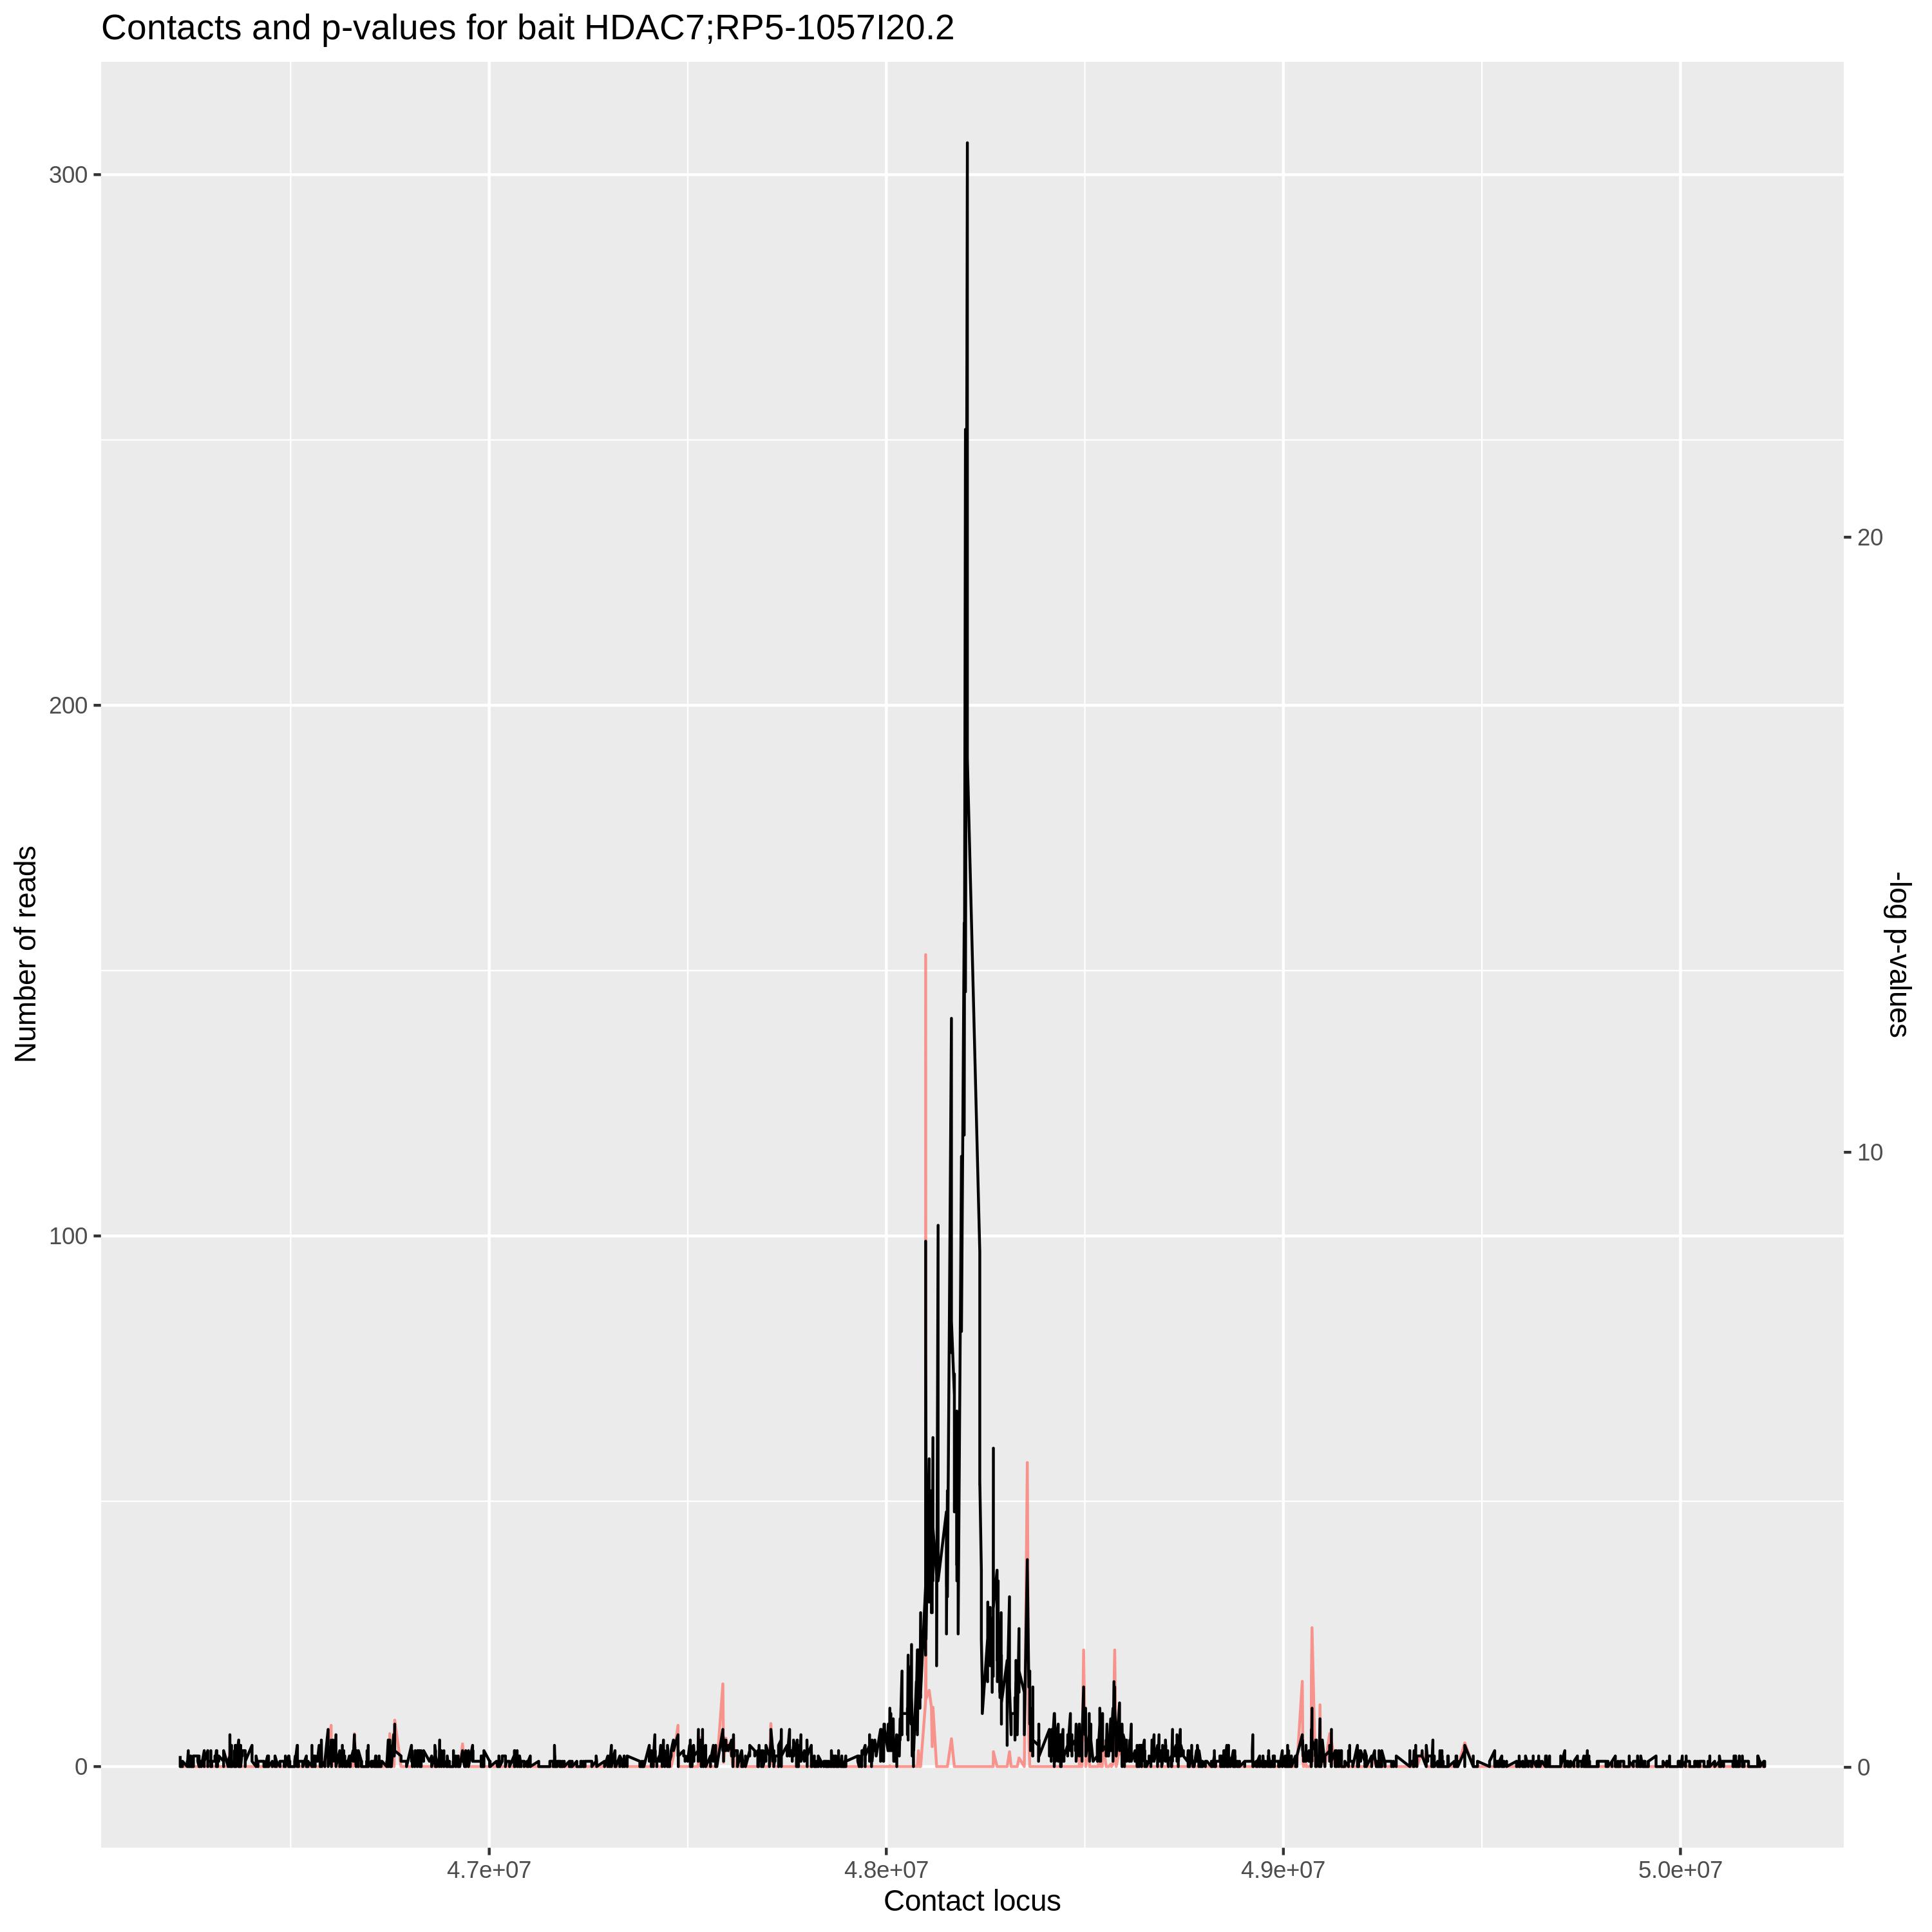 Contacts and p-values for bait HDAC7;RP5-1057I20.2
300
200
100
0
Number of reads
20
10
0
-log p-values
4.7e+07
4.8e+07
4.9e+07
5.0e+07
Contact locus